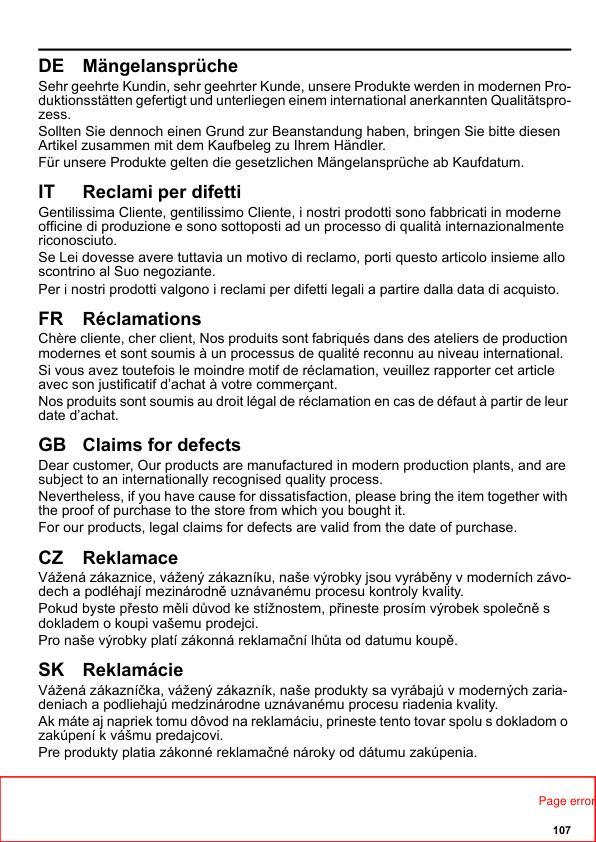 DE Mängelansprüche
Sehr geehrte Kundin, sehr geehrter Kunde, unsere Produkte werden in modernen Pro-
duktionsstätten gefertigt und unterliegen einem international anerkannten Qualitätspro-
zess.
Sollten Sie dennoch einen Grund zur Beanstandung haben, bringen Sie bitte diesen
Artikel zusammen mit dem Kaufbeleg zu Ihrem Händler.
Für unsere Produkte gelten die gesetzlichen Mängelansprüche ab Kaufdatum.
IT Reclami per difetti
Gentilissima Cliente, gentilissimo Cliente, i nostri prodotti sono fabbricati in moderne
officine di produzione e sono sottoposti ad un processo di qualità internazionalmente
riconosciuto.
Se Lei dovesse avere tuttavia un motivo di reclamo, porti questo articolo insieme allo
scontrino al Suo negoziante.
Per i nostri prodotti valgono i reclami per difetti legali a partire dalla data di acquisto.
FR Réclamations
Chère cliente, cher client, Nos produits sont fabriqués dans des ateliers de production
modernes et sont soumis à un processus de qualité reconnu au niveau international.
Si vous avez toutefois le moindre motif de réclamation, veuillez rapporter cet article
avec son justificatif d'achat à votre commerçant.
Nos produits sont soumis au droit légal de réclamation en cas de défaut à partir de leur
date d'achat.
GB Claims for defects
Dear customer, Our products are manufactured in modern production plants, and are
subject to an internationally recognised quality process.
Nevertheless, if you have cause for dissatisfaction, please bring the item together with
the proof of purchase to the store from which you bought it.
For our products, legal claims for defects are valid from the date of purchase.
CZ Reklamace
Vážená zákaznice, vážený zákazníku, naše výrobky jsou vyráběny v moderních závo-
dech a podléhají mezinárodně uznávanému procesu kontroly kvality.
Pokud byste přesto měli důvod ke stížnostem, přineste prosím výrobek společně s
dokladem o koupi vašemu prodejci.
Pro naše výrobky platí zákonná reklamační lhůta od datumu koupě.
SK Reklamácie
Vážená zákazníčka, vážený zákazník, naše produkty sa vyrábajú v moderných zaria-
deniach a podliehajú medzinárodne uznávanému procesu riadenia kvality.
Ak máte aj napriek tomu dôvod na reklamáciu, prineste tento tovar spolu s dokladom o
zakúpení k vášmu predajcovi.
Pre produkty platia zákonné reklamačné nároky od dátumu zakúpenia.
Page error
107